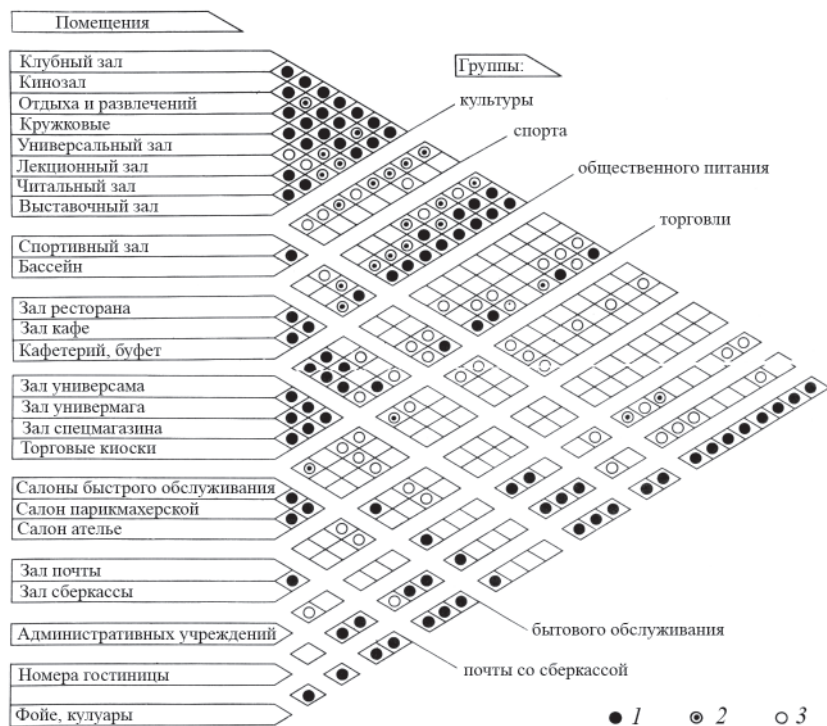 Помещения
Группы:
Клубный зал
Кинозал
Отдыха и развлечений
Кружковые
Универсальный зал
Лекционный зал
Читальный зал
Выставочный зал
Спортивный зал
Бассейн
Зал ресторана
Зал кафе
Кафетерий, буфет
Зал универсама
Зал универмага
Зал спецмагазина
Торговые киоски
Салоны быстрого обслуживания
Салон парикмахерской
Салон ателье
Зал почты
Зал сберкассы
Административных учреждений
Номера гостиницы
Фойе, кулуары
культуры
спорта
общественного питания
торговли
бытового обслуживания
почты со сберкассой
1 2 3